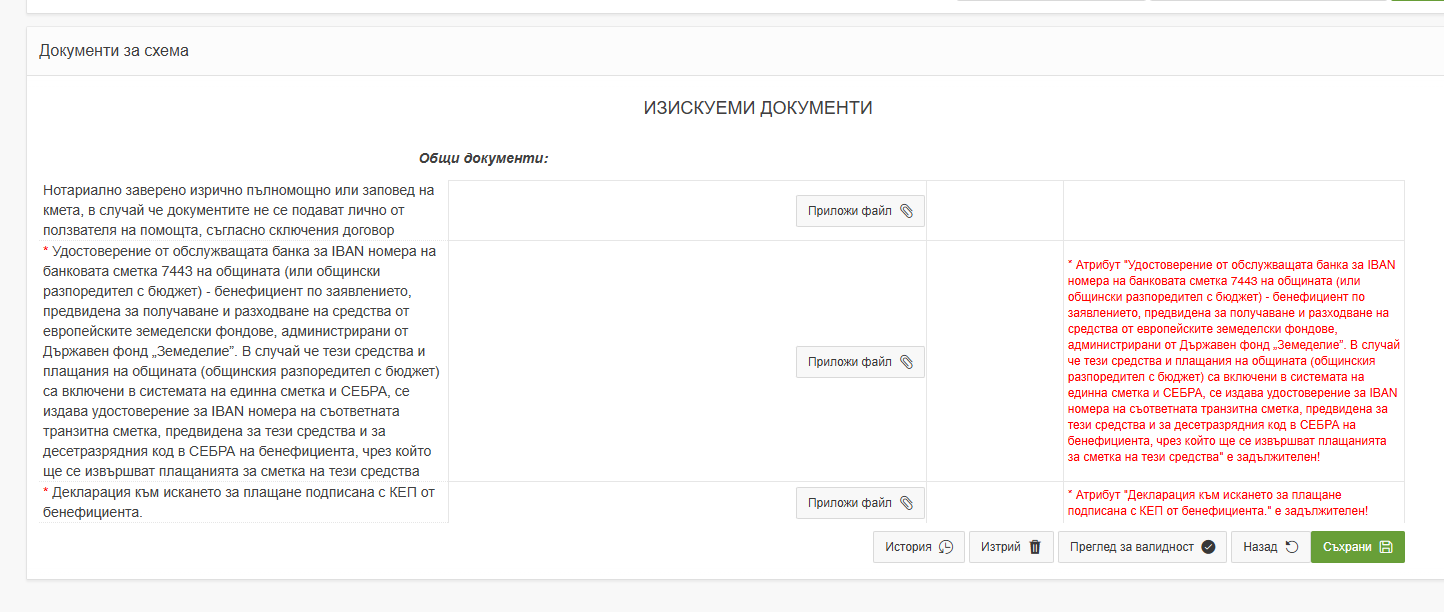 Документи за схема
ИЗИСКУЕМИ ДОКУМЕНТИ
Общи документи:
Нотариално заверено изрично пълномощно или заповед на
кмета, в случай че документите не се подават лично от
ползвателя на помощта, съгласно сключения договор
Приложи файл
* Удостоверение от обслужващата банка за IBAN номера на
банковата сметка 7443 на общината (или общински
разпоредител с бюджет) - бенефициент по заявлението,
предвидена за получаване и разходване на средства от
европейските земеделски фондове, администрирани от
Държавен фонд „Земеделие”. В случай че тези средства и
плащания на общината (общинския разпоредител с бюджет)
са включени в системата на единна сметка и СЕБРА, се
издава удостоверение за IBAN номера на съответната
транзитна сметка, предвидена за тези средства и за
десетразрядния код в СЕБРА на бенефициента, чрез който
ще се извършват плащанията за сметка на тези средства
Приложи файл
* Атрибут "Удостоверение от обслужващата банка за IBAN
номера на банковата сметка 7443 на общината (или
общински разпоредител с бюджет) - бенефициент по
заявлението, предвидена за получаване и разходване на
средства от европейските земеделски фондове,
администрирани от Държавен фонд „Земеделие”. В случай
че тези средства и плащания на общината (общинския
разпоредител с бюджет) са включени в системата на
единна сметка и СЕБРА, се издава удостоверение за IBAN
номера на съответната транзитна сметка, предвидена за
тези средства и за десетразрядния код в СЕБРА на
бенефициента, чрез който ще се извършват плащанията
за сметка на тези средства" е задължителен!
* Декларация към искането за плащане подписана с КЕП от
бенефициента.
Приложи файл
* Атрибут "Декларация към искането за плащане
подписана с КЕП от бенефициента." е задължителен!
История Изтрий Преглед за валидност Назад Съхрани